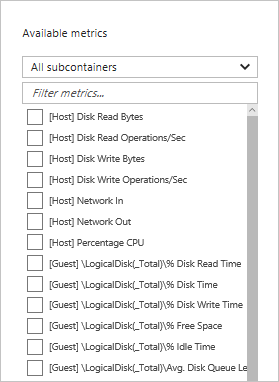 Available metrics
All subcontainers
Filter metrics...
[Host] Disk Read Bytes
[Host] Disk Read Operations/Sec
[Host] Disk Write Bytes
[Host] Disk Write Operations/Sec
[Host] Network In
[Host] Network Out
[Host] Percentage CPU
[Guest] \LogicalDisk(_Total)\% Disk Read Time
[Guest] \LogicalDisk(_Total)\% Disk Time
[Guest] \LogicalDisk(_Total)\% Disk Write Time
[Guest] \LogicalDisk(_Total)\% Free Space
[Guest] \LogicalDisk(_Total)\% Idle Time
[Guest] \LogicalDisk(_Total)\Avg. Disk Queue Le